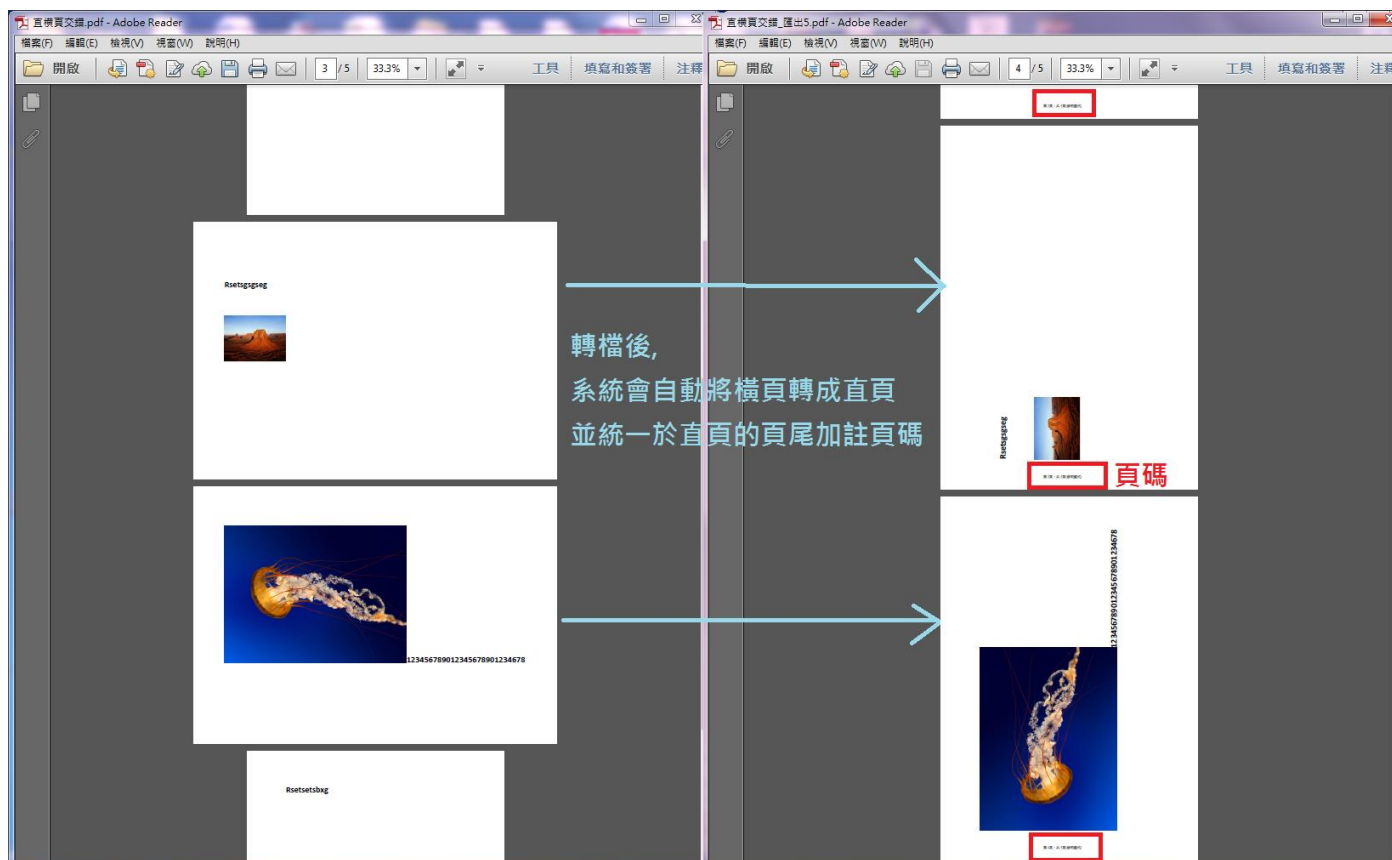 直橫頁交錯.pdf - Adobe Reader
檔案(F) 編輯(E) 檢視(V) 視窗(W) 說明(H)
開啟 3 / 5 33.3% 工具 填寫和簽署 注釋
Rsetsgsgseg
123456789012345678901234678
Rsetsetsbxg
轉檔後,
系統會自動將橫頁轉成直頁
並統一於直頁的頁尾加註頁碼
直橫頁交錯_匯出5.pdf - Adobe Reader
檔案(F) 編輯(E) 檢視(V) 視窗(W) 說明(H)
開啟 4 / 5 33.3% 工具 填寫和簽署 注釋
Rsetsgsgseg
頁碼
123456789012345678901234678